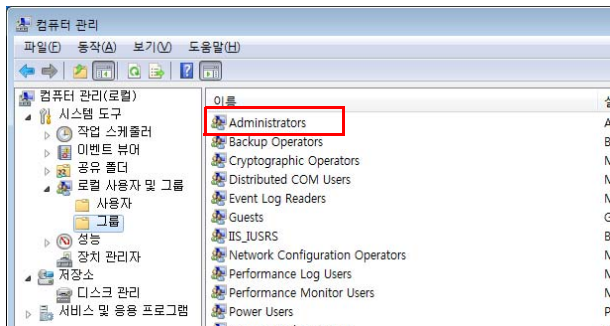 컴퓨터 관리
파일(F) 동작(A) 보기(V) 도움말(H)
컴퓨터 관리(로컬)
시스템 도구
작업 스케줄러
이벤트 뷰어
공유 폴더
로컬 사용자 및 그룹
사용자
그룹
성능
장치 관리자
저장소
디스크 관리
서비스 및 응용 프로그램
이름
Administrators
Backup Operators
Cryptographic Operators
Distributed COM Users
Event Log Readers
Guests
IIS_IUSRS
Network Configuration Operators
Performance Log Users
Performance Monitor Users
Power Users